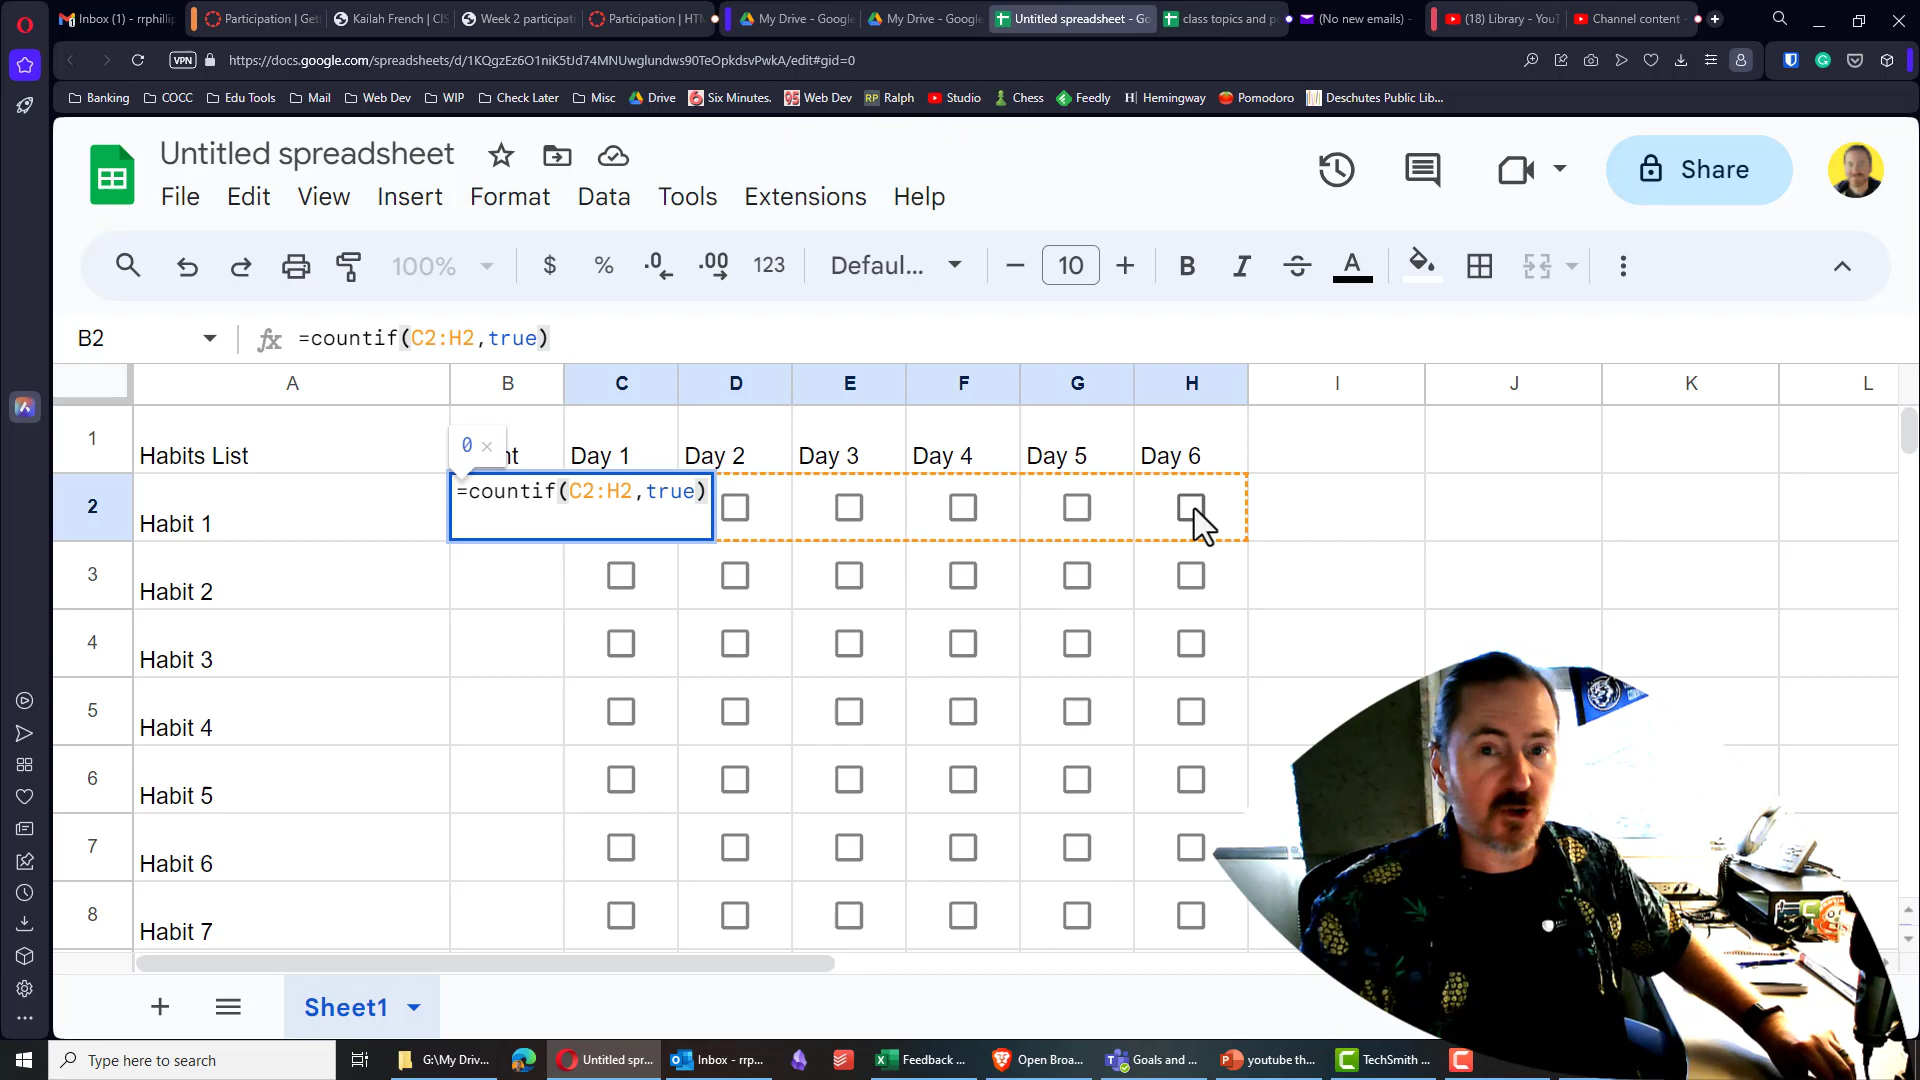 Inbox (1) - rrphillip
Participation | Get
Kailah French | CIS
Week 2 participati
Participation | HTM
My Drive - Google
My Drive - Google
Untitled spreadsheet - Go
class topics and p
(No new emails) -
(18) Library - YouT
Channel content -
VPN
https://docs.google.com/spreadsheets/d/1KQgzEz6O1niK5tJd74MNUwglundws90TeOpkdsvPwkA/edit#gid=0
Banking
COCC
Edu Tools
Mail
Web Dev
WIP
Check Later
Misc
Drive
Six Minutes.
Web Dev
RP Ralph
Studio
Chess
Feedly
Hemingway
Pomodoro
Deschutes Public Lib...
Untitled spreadsheet
Share
File Edit View Insert Format Data Tools Extensions Help
100% $ % .0 .00 123 Defaul... 10 B I A
B2 fx =countif(C2:H2,true)
A B C D E F G H I J K L
0 ×
1 Habits List nt Day 1 Day 2 Day 3 Day 4 Day 5 Day 6
=countif(C2:H2,true)
2 Habit 1
3 Habit 2
4 Habit 3
5 Habit 4
6 Habit 5
7 Habit 6
8 Habit 7
Sheet1
Type here to search
G:\My Driv...
Untitled spr...
Inbox - rrp...
Feedback ...
Open Broa...
Goals and ...
youtube th...
TechSmith ...